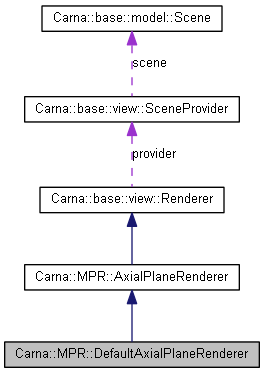 Carna::base::model::Scene
scene
Carna::base::view::SceneProvider
provider
Carna::base::view::Renderer
Carna::MPR::AxialPlaneRenderer
Carna::MPR::DefaultAxialPlaneRenderer